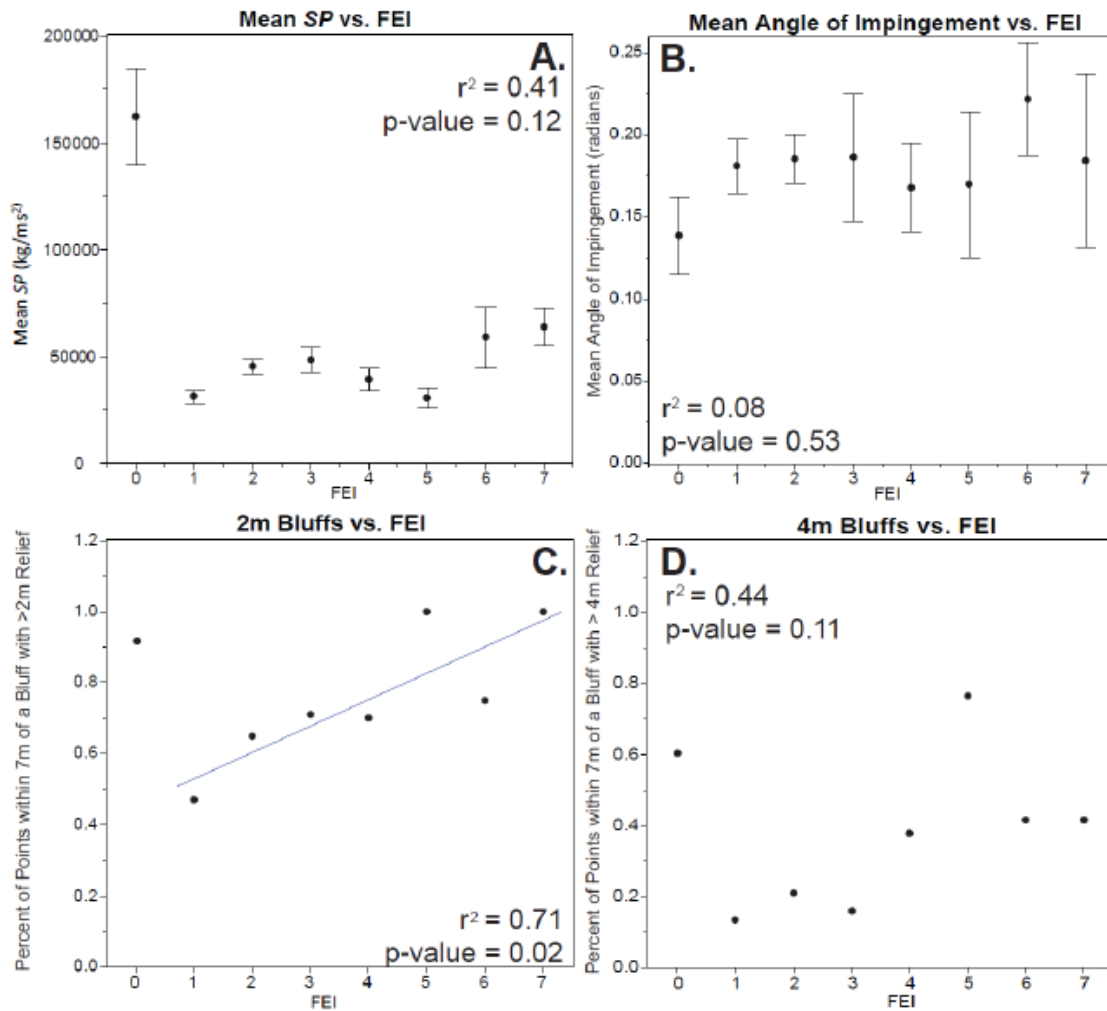 Mean SP vs. FEI
A.
r² = 0.41
p-value = 0.12
200000
150000
100000
50000
0
Mean SP (kg/ms²)
0 1 2 3 4 5 6 7
FEI
Mean Angle of Impingement vs. FEI
B.
r² = 0.08
p-value = 0.53
0.25
0.20
0.15
0.10
0.05
0.00
Mean Angle of Impingement (radians)
0 1 2 3 4 5 6 7
FEI
2m Bluffs vs. FEI
C.
r² = 0.71
p-value = 0.02
1.2
1.0
0.8
0.6
0.4
0.2
0.0
Percent of Points within 7m of a Bluff with >2m Relief
0 1 2 3 4 5 6 7
FEI
4m Bluffs vs. FEI
D.
r² = 0.44
p-value = 0.11
1.2
1.0
0.8
0.6
0.4
0.2
0.0
Percent of Points within 7m of a Bluff with > 4m Relief
0 1 2 3 4 5 6 7
FEI